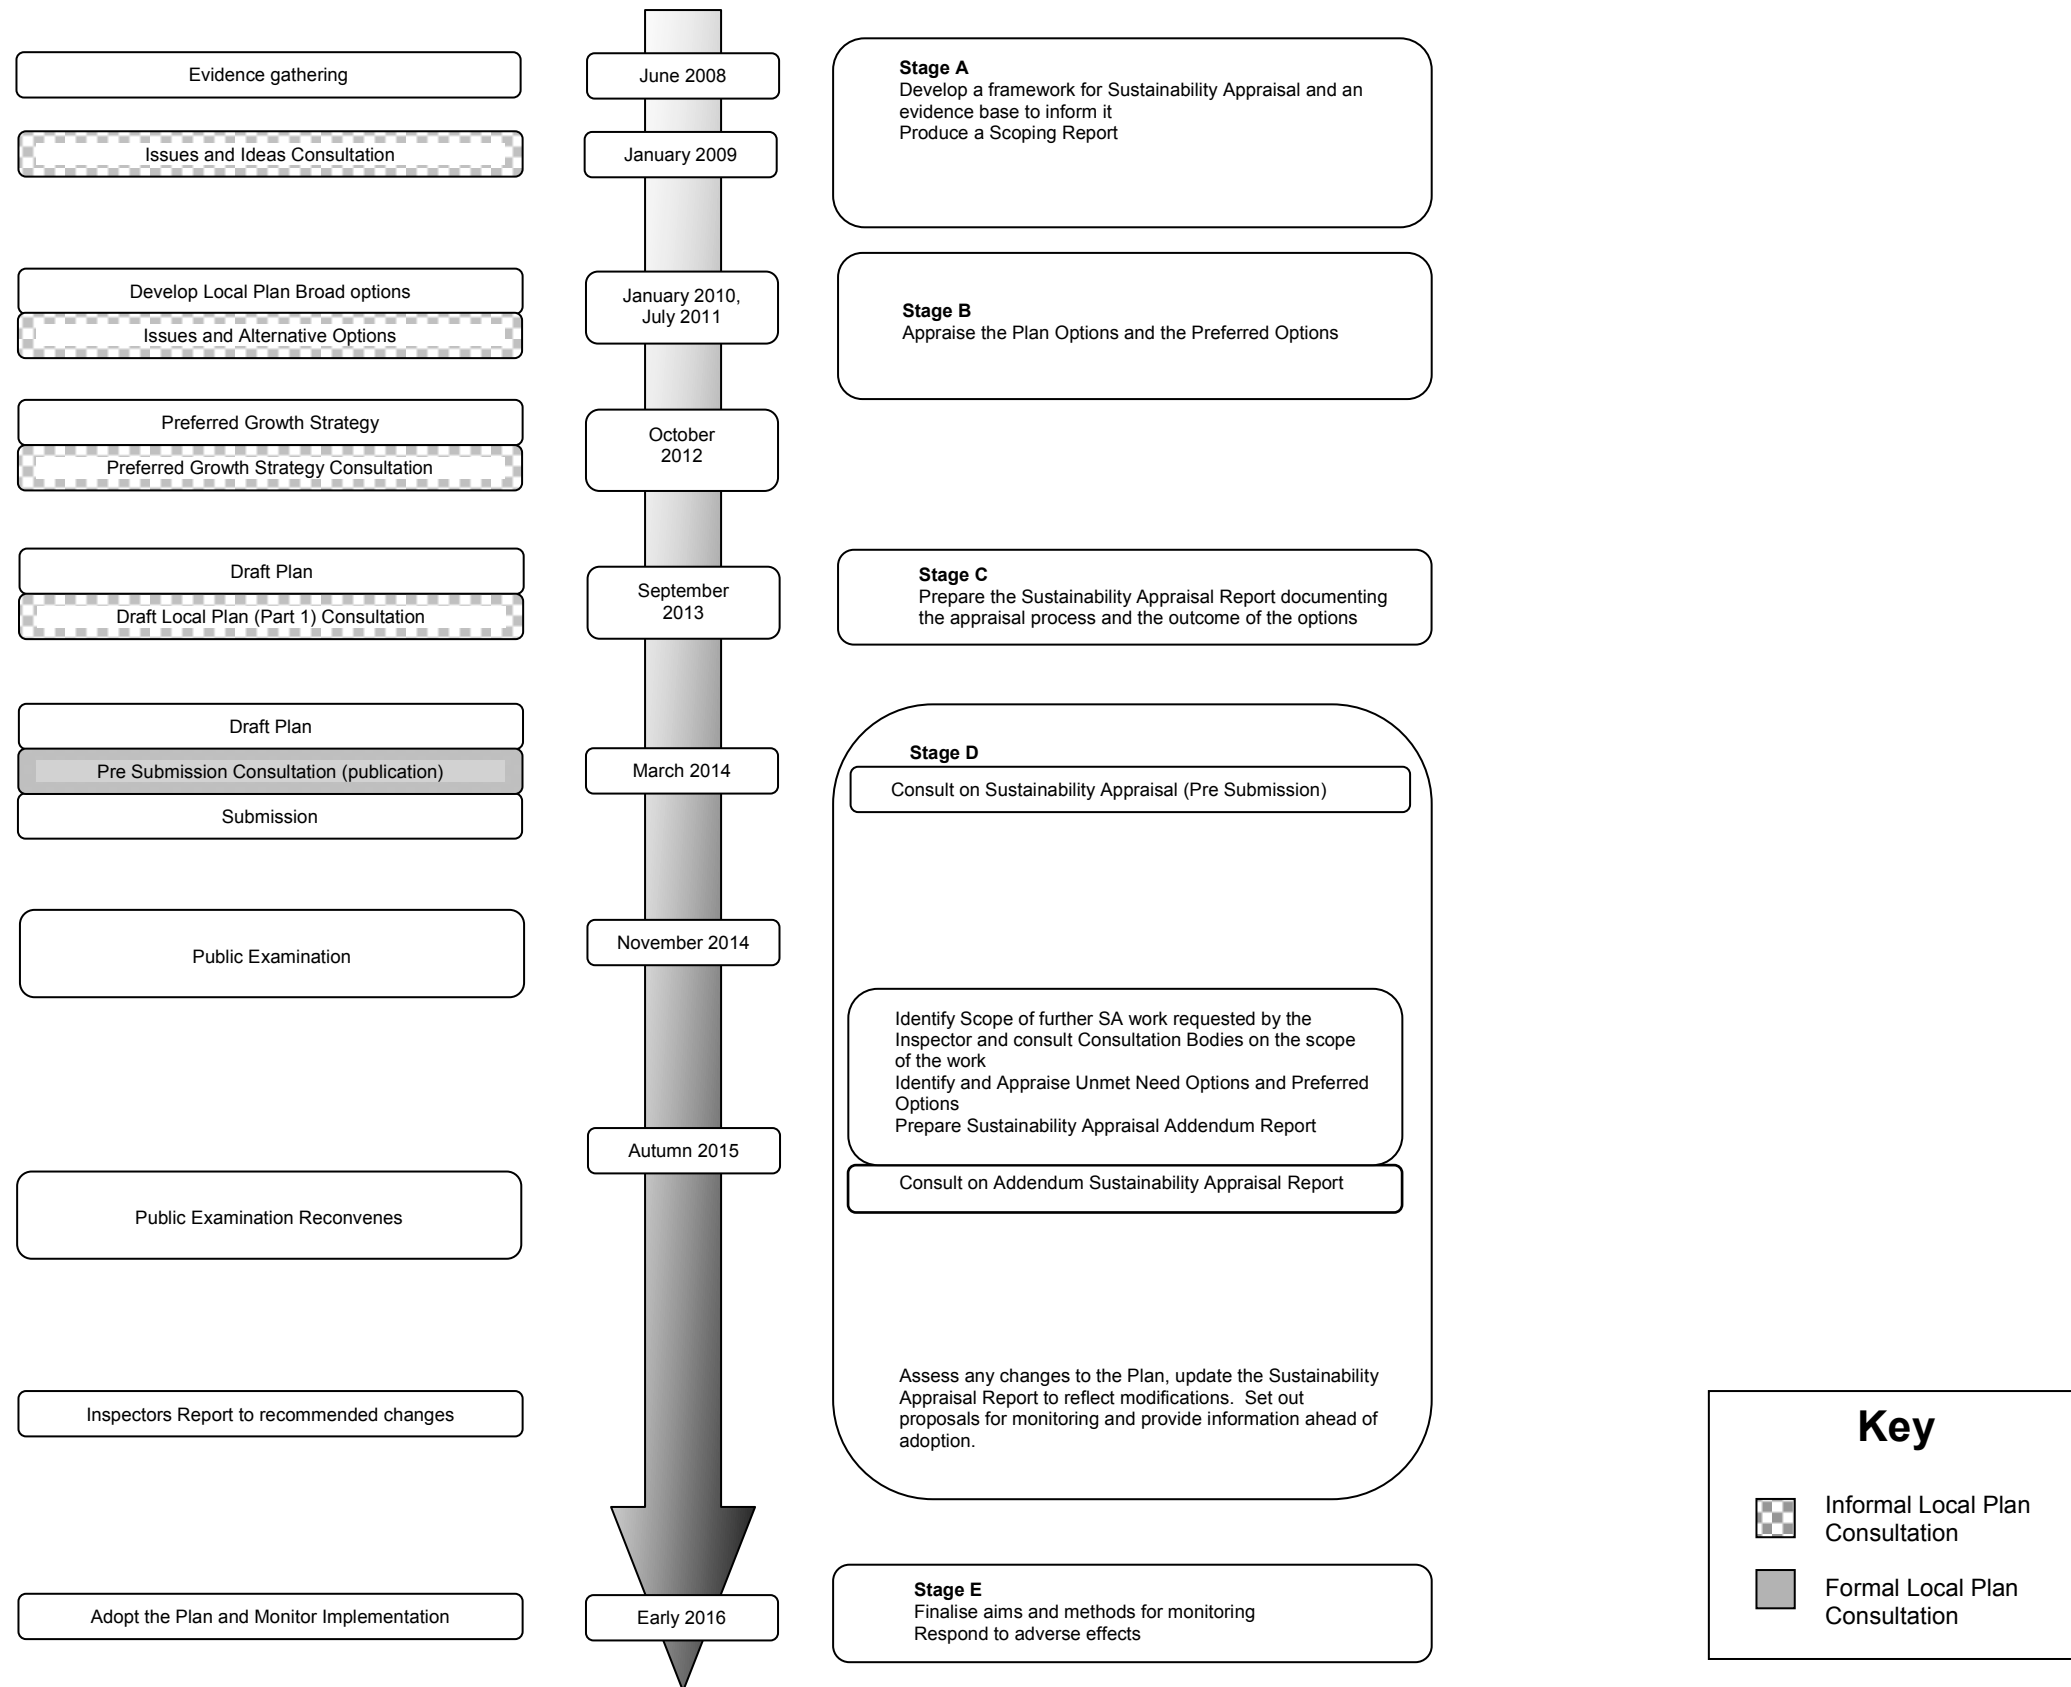 Evidence gathering
June 2008
Stage A
Develop a framework for Sustainability Appraisal and an
evidence base to inform it
Produce a Scoping Report
Issues and Ideas Consultation
January 2009
Develop Local Plan Broad options
Issues and Alternative Options
January 2010,
July 2011
Stage B
Appraise the Plan Options and the Preferred Options
Preferred Growth Strategy
Preferred Growth Strategy Consultation
October
2012
Draft Plan
Draft Local Plan (Part 1) Consultation
September
2013
Stage C
Prepare the Sustainability Appraisal Report documenting
the appraisal process and the outcome of the options
Draft Plan
Pre Submission Consultation (publication)
Submission
March 2014
Stage D
Consult on Sustainability Appraisal (Pre Submission)
Public Examination
November 2014
Identify Scope of further SA work requested by the
Inspector and consult Consultation Bodies on the scope
of the work
Identify and Appraise Unmet Need Options and Preferred
Options
Prepare Sustainability Appraisal Addendum Report
Autumn 2015
Consult on Addendum Sustainability Appraisal Report
Public Examination Reconvenes
Assess any changes to the Plan, update the Sustainability
Appraisal Report to reflect modifications.  Set out
proposals for monitoring and provide information ahead of
adoption.
Inspectors Report to recommended changes
Adopt the Plan and Monitor Implementation
Early 2016
Stage E
Finalise aims and methods for monitoring
Respond to adverse effects
Key
Informal Local Plan
Consultation
Formal Local Plan
Consultation